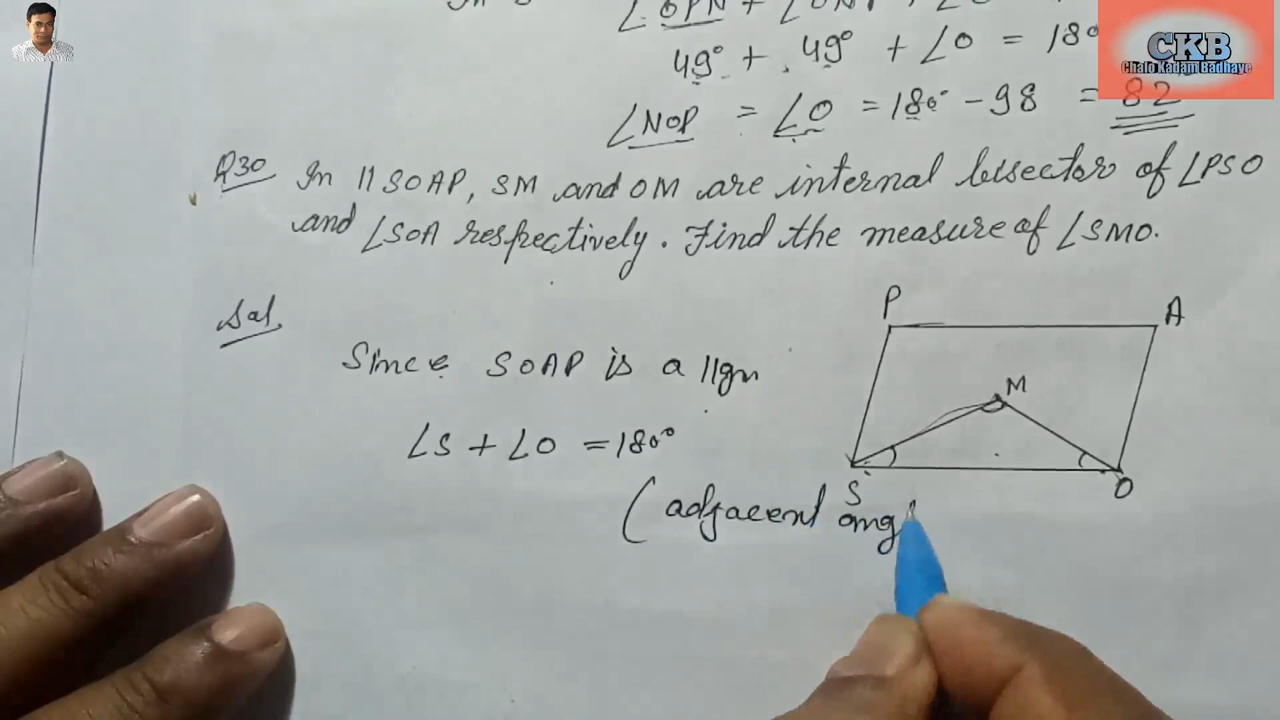 ∠OPN + ∠ON
49° + 49° + ∠O = 180
∠NOP = ∠O = 180° - 98 = 82
CKB
Chalo Kadam Badhaye
Q30 In ||SOAP, SM and OM are internal bisector of ∠PSO
and ∠SOA respectively. Find the measure of ∠SMO.
Sol
Since SOAP is a ||gm
∠S + ∠O = 180°
(adjacent ang
P A
M
S O